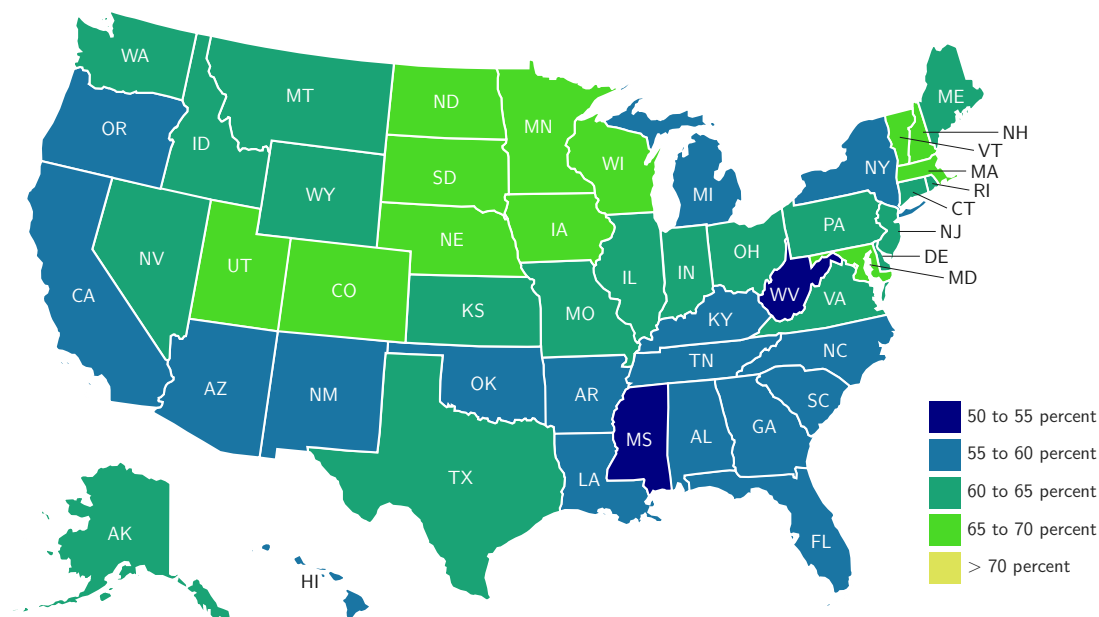 WA
MT
ND
MN
ME
OR
ID
NH
VT
WI
NY
MA
SD
RI
WY
MI
CT
PA
NJ
NE
IA
OH
DE
NV
UT
IL
IN
MD
CO
WV
VA
CA
KS
MO
KY
NC
TN
AZ
NM
OK
AR
SC
50 to 55 percent
GA
AL
MS
55 to 60 percent
TX
LA
60 to 65 percent
AK
65 to 70 percent
FL
> 70 percent
HI